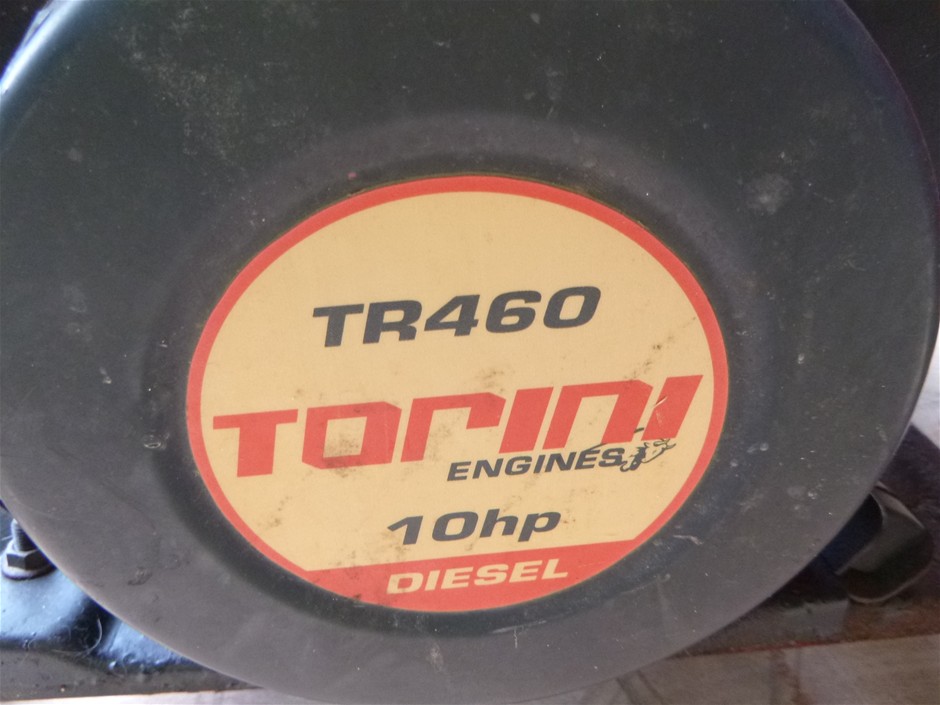 TR460
TORINI
ENGINES
10hp
DIESEL